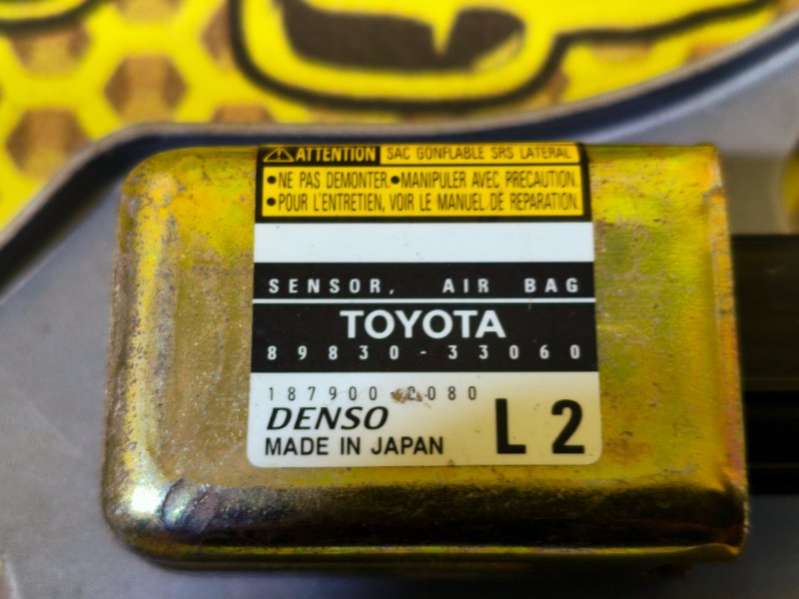 ATTENTION SAC GONFLABLE SRS LATERAL
•NE PAS DEMONTER.•MANIPULER AVEC PRECAUTION.
•POUR L'ENTRETIEN, VOIR LE MANUEL DE REPARATION.
SENSOR, AIR BAG
TOYOTA
89830-33060
187900 080
DENSO
MADE IN JAPAN
L2